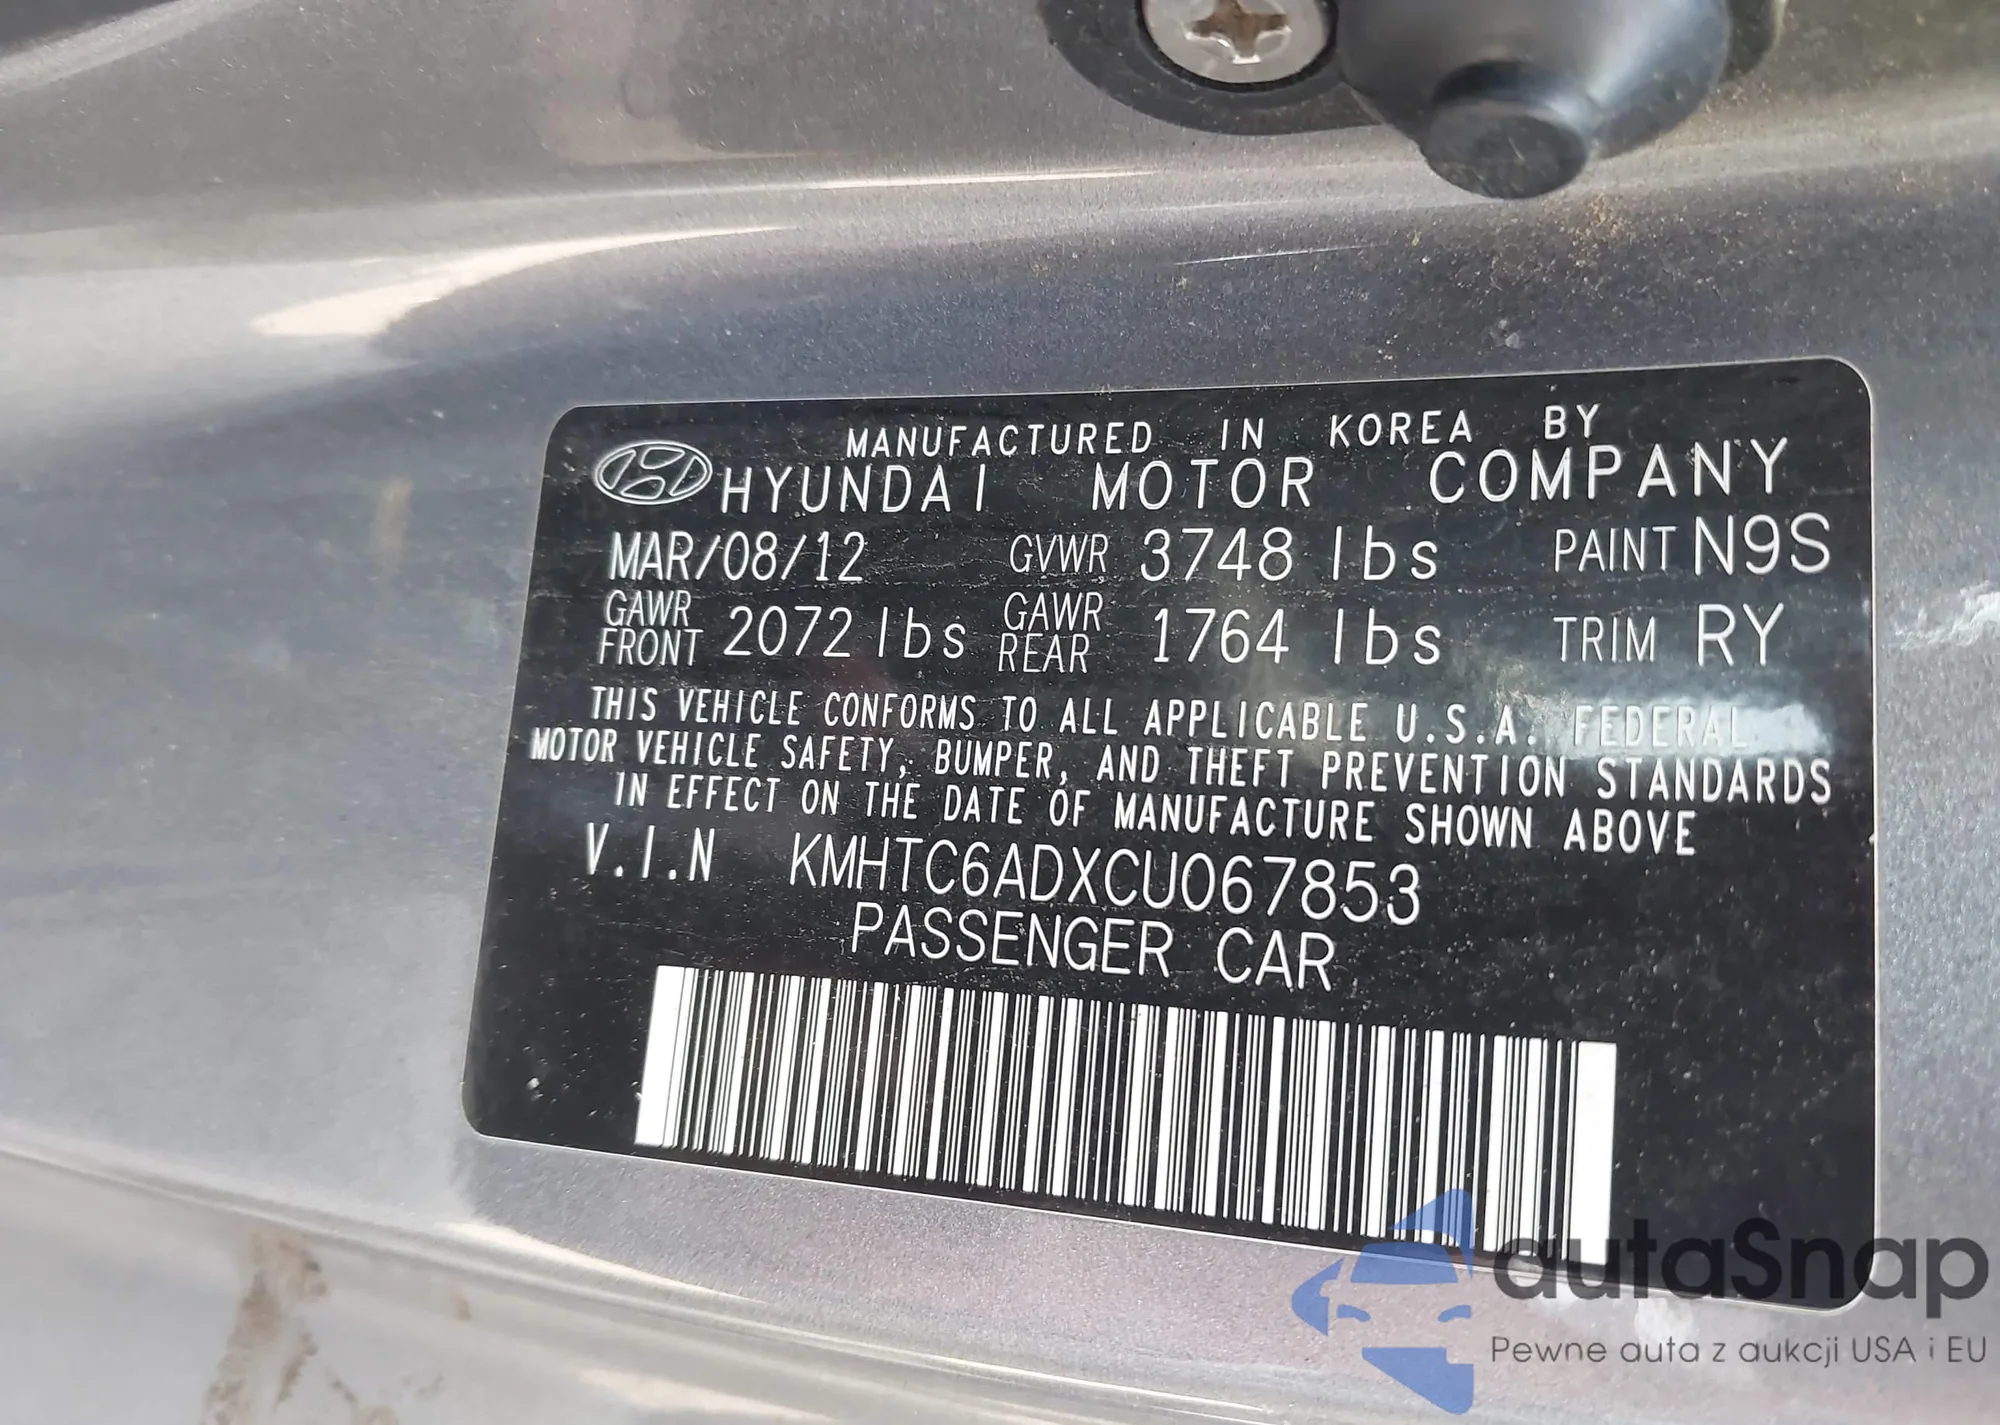 MANUFACTURED IN KOREA BY
HYUNDAI MOTOR COMPANY
MAR/08/12 GVWR 3748 lbs PAINT N9S
GAWR FRONT 2072 lbs GAWR REAR 1764 lbs TRIM RY
THIS VEHICLE CONFORMS TO ALL APPLICABLE U.S.A. FEDERAL
MOTOR VEHICLE SAFETY, BUMPER, AND THEFT PREVENTION STANDARDS
IN EFFECT ON THE DATE OF MANUFACTURE SHOWN ABOVE
V.I.N KMHTC6ADXCU067853
PASSENGER CAR
autaSnap
Pewne auta z aukcji USA i EU